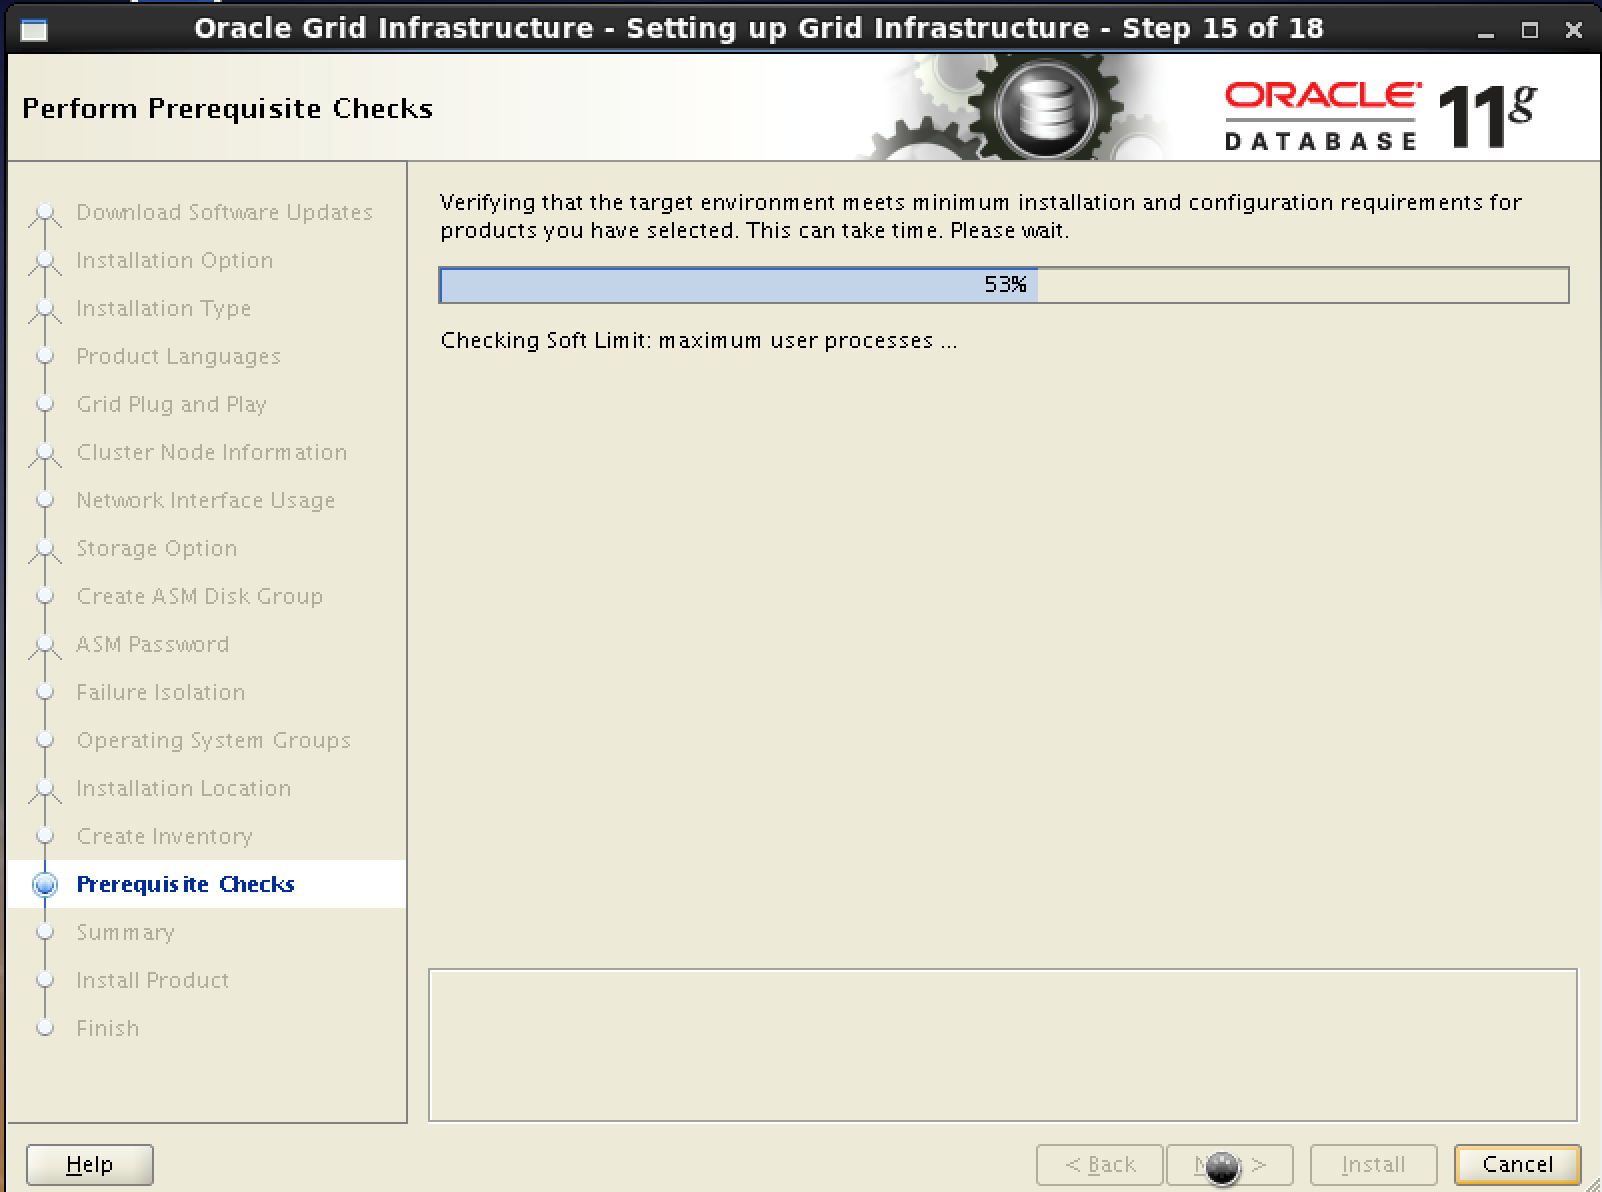 Oracle Grid Infrastructure - Setting up Grid Infrastructure - Step 15 of 18
Perform Prerequisite Checks
ORACLE
DATABASE
11g
Download Software Updates
Installation Option
Installation Type
Product Languages
Grid Plug and Play
Cluster Node Information
Network Interface Usage
Storage Option
Create ASM Disk Group
ASM Password
Failure Isolation
Operating System Groups
Installation Location
Create Inventory
Prerequisite Checks
Summary
Install Product
Finish
Verifying that the target environment meets minimum installation and configuration requirements for
products you have selected. This can take time. Please wait.
53%
Checking Soft Limit: maximum user processes ...
Help
< Back
>
Install
Cancel